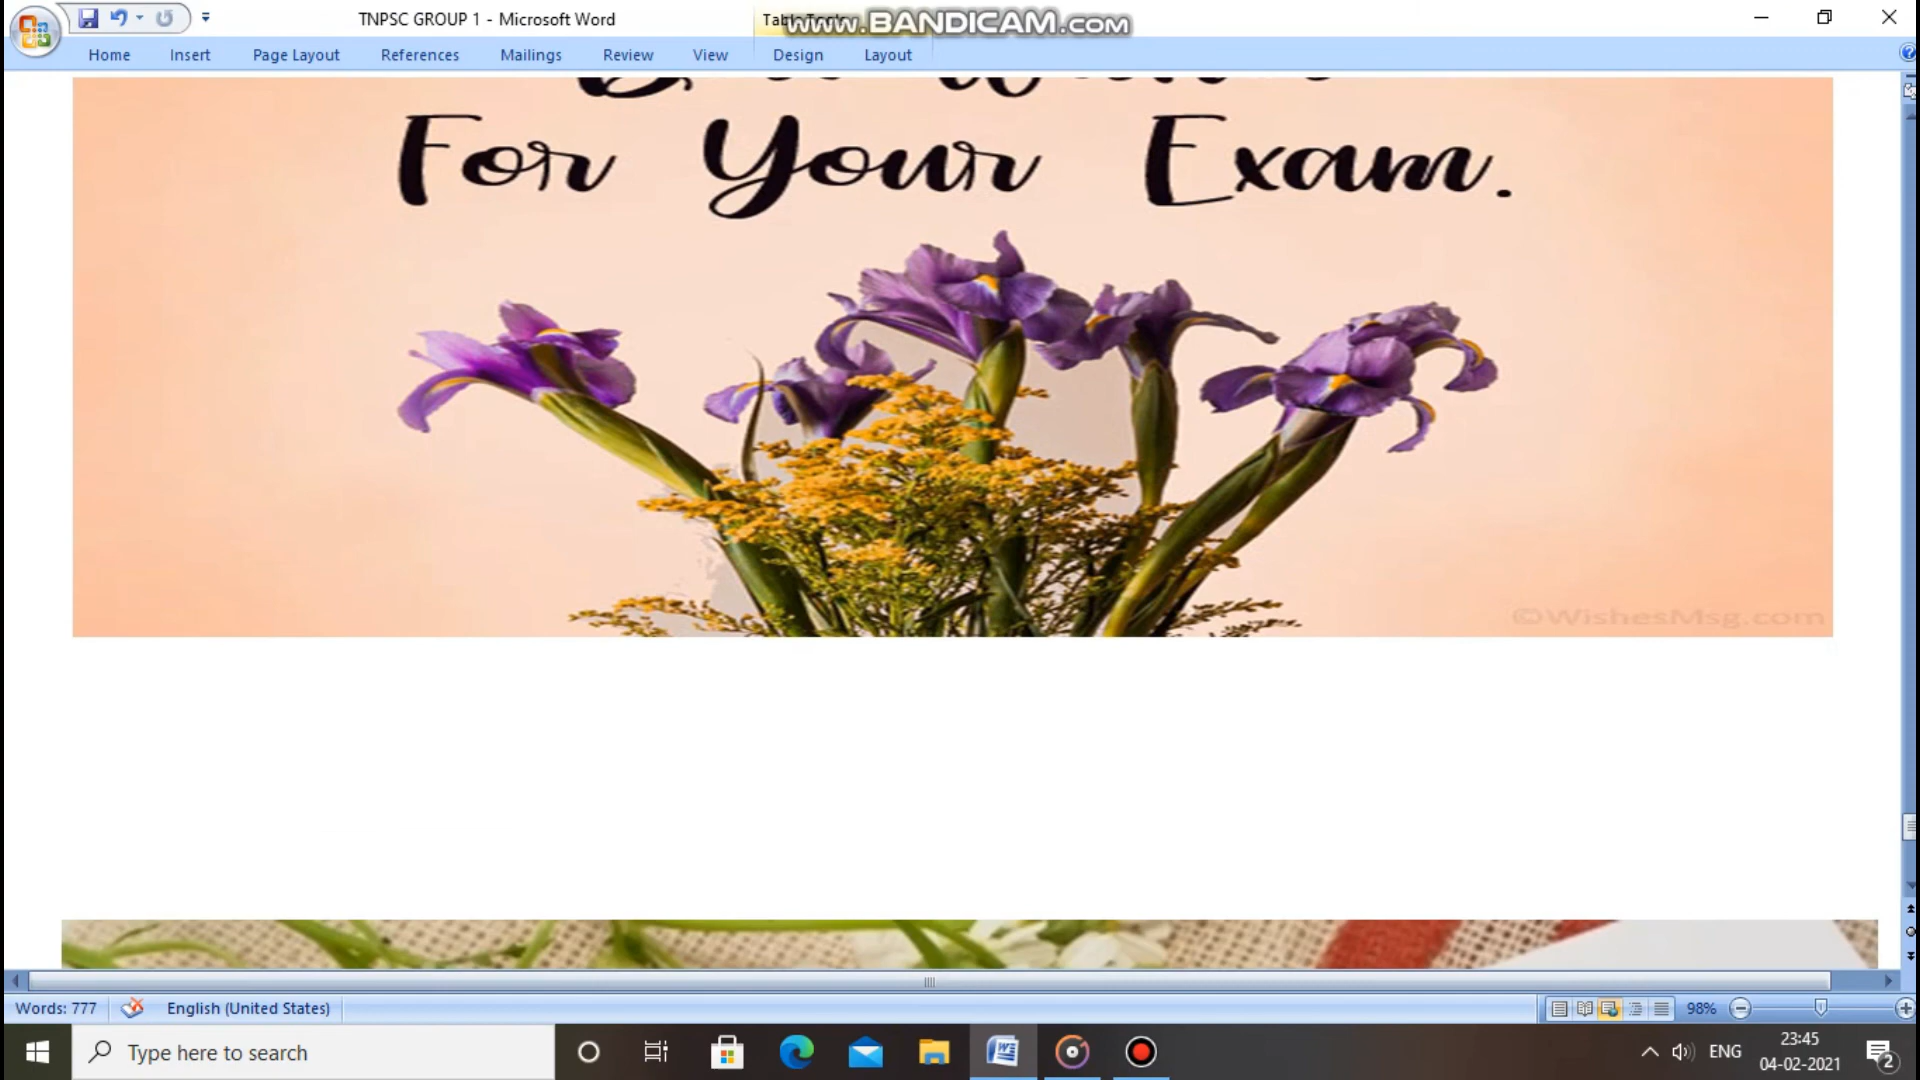 TNPSC GROUP 1 - Microsoft Word
www.BANDICAM.com
Home Insert Page Layout References Mailings Review View Design Layout
For Your Exam.
©WishesMsg.com
Words: 777 English (United States) 98%
Type here to search
ENG 23:45
04-02-2021
2